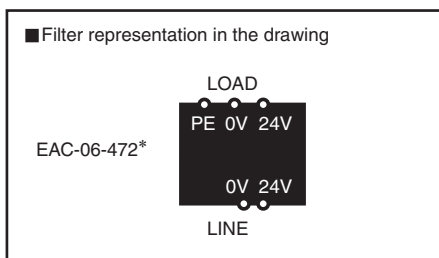 ■Filter representation in the drawing
LOAD
PE 0V 24V
EAC-06-472*
0V 24V
LINE